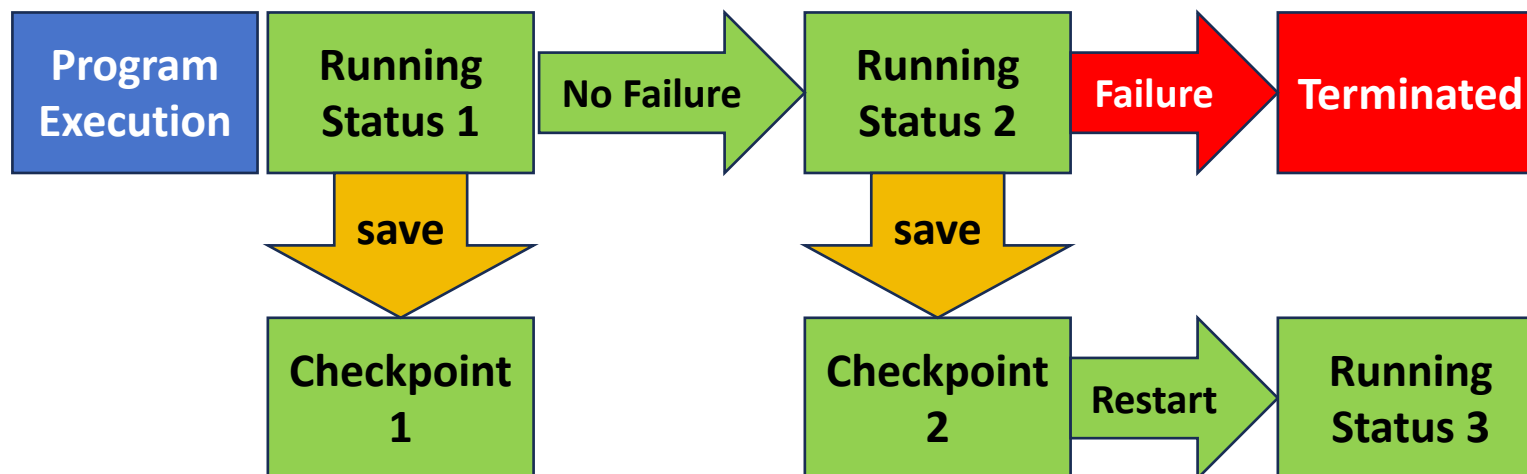 Program
Execution
Running
Status 1
No Failure
Running
Status 2
Failure
Terminated
save
save
Checkpoint
1
Checkpoint
2
Restart
Running
Status 3